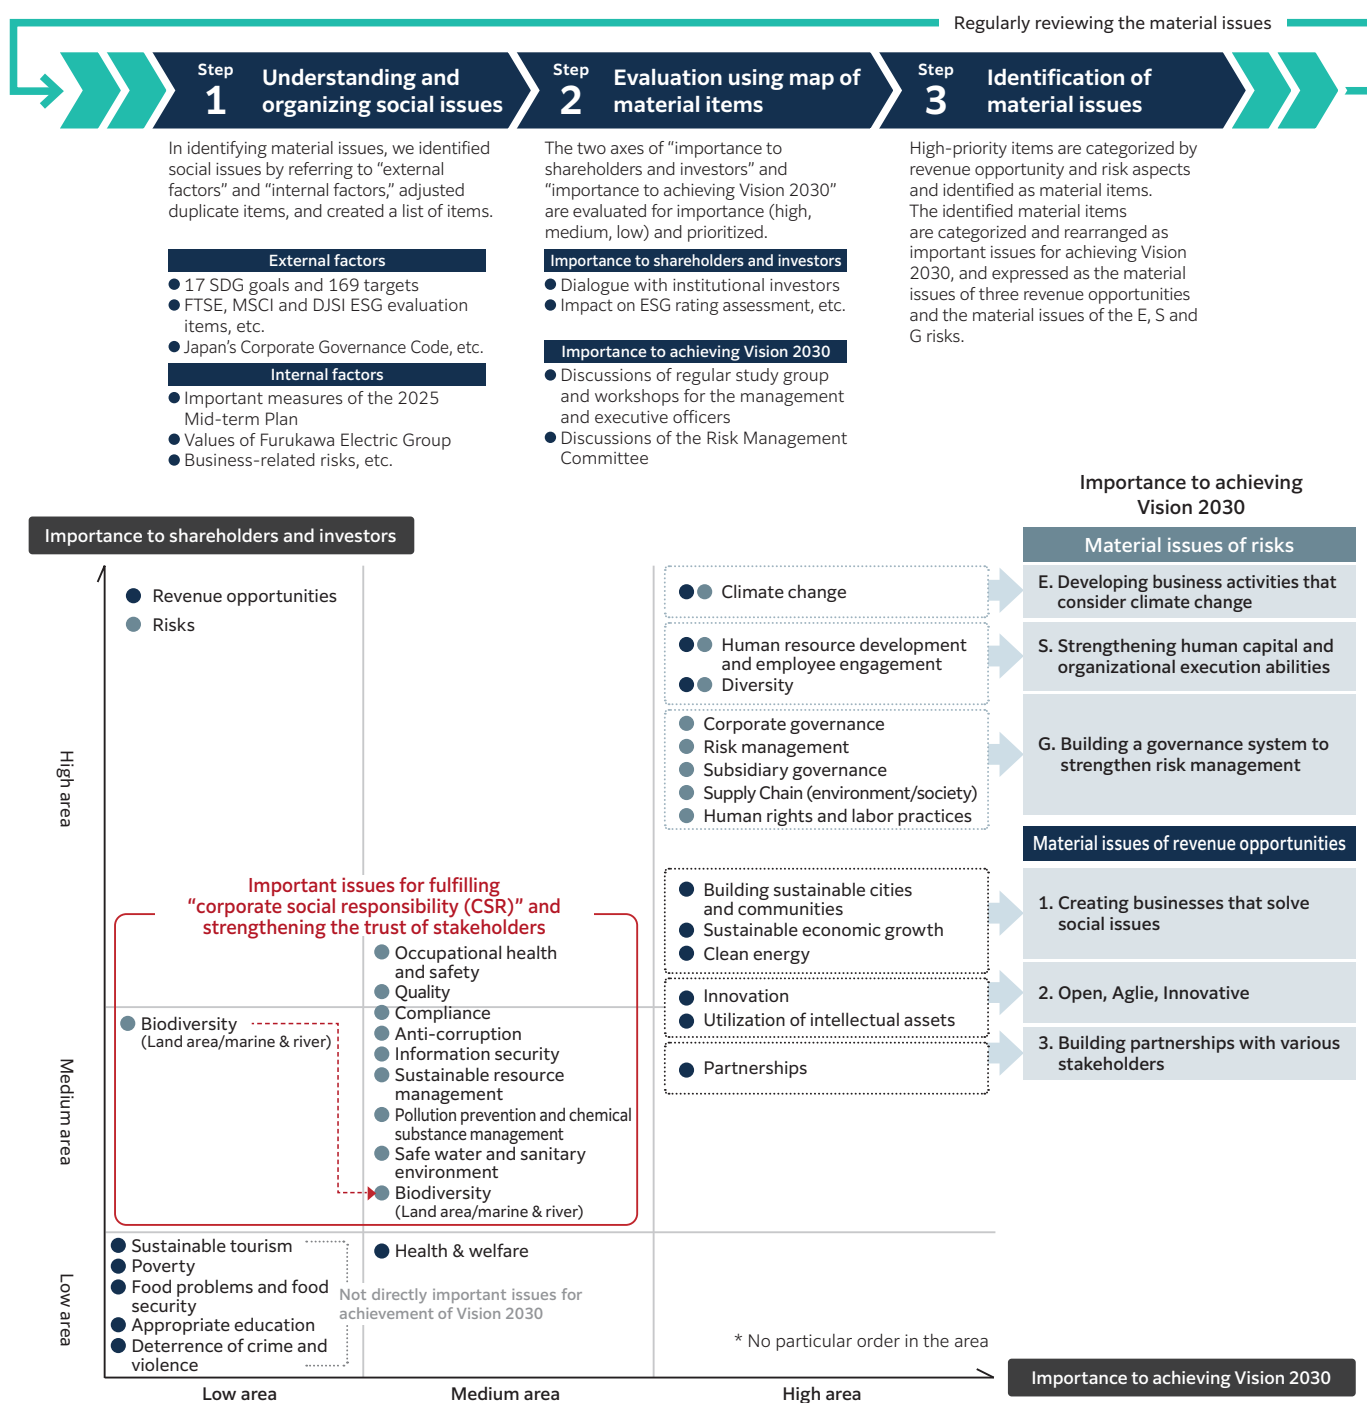 Regularly reviewing the material issues
Step
1
Understanding and
organizing social issues
Step
2
Evaluation using map of
material items
Step
3
Identification of
material issues
In identifying material issues, we identified
social issues by referring to “external
factors” and “internal factors,” adjusted
duplicate items, and created a list of items.
External factors
● 17 SDG goals and 169 targets
● FTSE, MSCI and DJSI ESG evaluation
items, etc.
● Japan’s Corporate Governance Code, etc.
Internal factors
● Important measures of the 2025
Mid-term Plan
● Values of Furukawa Electric Group
● Business-related risks, etc.
The two axes of “importance to
shareholders and investors” and
“importance to achieving Vision 2030”
are evaluated for importance (high,
medium, low) and prioritized.
Importance to shareholders and investors
● Dialogue with institutional investors
● Impact on ESG rating assessment, etc.
Importance to achieving Vision 2030
● Discussions of regular study group
and workshops for the management
and executive officers
● Discussions of the Risk Management
Committee
High-priority items are categorized by
revenue opportunity and risk aspects
and identified as material items.
The identified material items
are categorized and rearranged as
important issues for achieving Vision
2030, and expressed as the material
issues of three revenue opportunities
and the material issues of the E, S and
G risks.
Importance to shareholders and investors
Revenue opportunities
Risks
High area
Medium area
Low area
Important issues for fulfilling
“corporate social responsibility (CSR)” and
strengthening the trust of stakeholders
Occupational health
and safety
Quality
Compliance
Anti-corruption
Information security
Sustainable resource
management
Pollution prevention and chemical
substance management
Safe water and sanitary
environment
Biodiversity
(Land area/marine & river)
Biodiversity
(Land area/marine & river)
Sustainable tourism
Poverty
Food problems and food
security
Appropriate education
Deterrence of crime and
violence
Health & welfare
Not directly important issues for
achievement of Vision 2030
Climate change
Human resource development
and employee engagement
Diversity
Corporate governance
Risk management
Subsidiary governance
Supply Chain (environment/society)
Human rights and labor practices
Building sustainable cities
and communities
Sustainable economic growth
Clean energy
Innovation
Utilization of intellectual assets
Partnerships
Importance to achieving
Vision 2030
Material issues of risks
E. Developing business activities that
consider climate change
S. Strengthening human capital and
organizational execution abilities
G. Building a governance system to
strengthen risk management
Material issues of revenue opportunities
1. Creating businesses that solve
social issues
2. Open, Aglie, Innovative
3. Building partnerships with various
stakeholders
* No particular order in the area
Low area
Medium area
High area
Importance to achieving Vision 2030